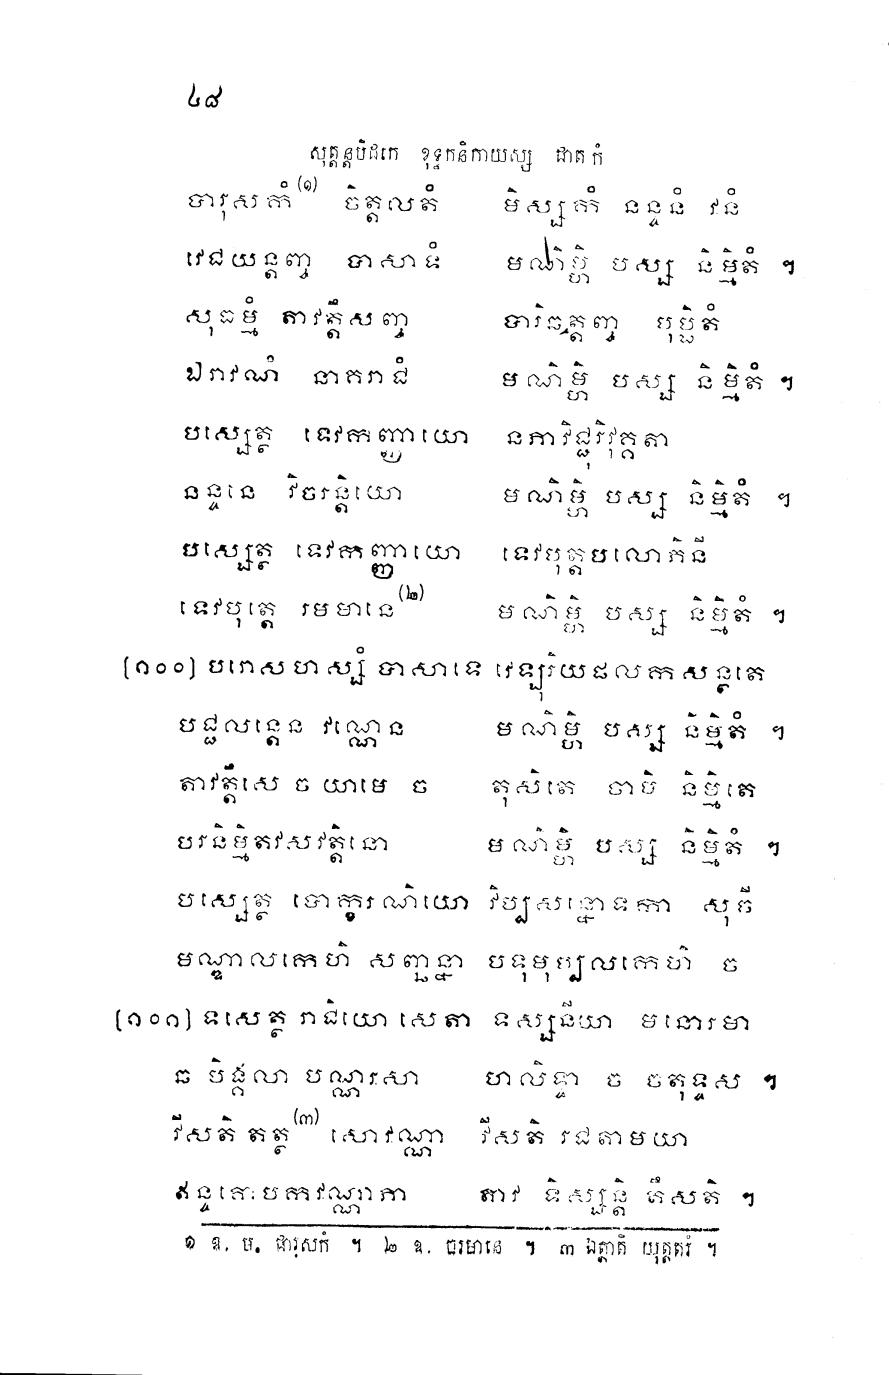 ៤៨
សុត្តន្តបិដកេ ខុទ្ទកនិកាយស្ស ជាតកំ
ចារុសកំ(១) ចិត្តលតំ មិស្សកំ នន្ទនំ វនំ
វេជយន្តញ្ច បាសាទំ មណិម្ហិ បស្ស និម្មិតំ ។
សុធម្មំ តាវត្តឹសញ្ច បារិច្ឆត្តញ្ច បុប្ផិតំ
ឯរាវណំ នាគរាជំ មណិម្ហិ បស្ស និម្មិតំ ។
បស្សេត្ថ ទេវកញ្ញាយោ នភាវិជ្ជុរិវុគ្គតា
នន្ទនេ វិចរន្តិយោ មណិម្ហិ បស្ស និម្មិតំ ។
បស្សេត្ថ ទេវកញ្ញាយោ ទេវបុត្តបលោភិនី
ទេវបុត្តេ រមមានេ(២) មណិម្ហិ បស្ស និម្មិតំ ។
(១០០) បរោសហស្សំ បាសាទេ វេឡុរិយផលកសន្ថតេ
បជ្ជលន្តេន វណ្ណេន មណិម្ហិ បស្ស និម្មិតំ ។
តាវត្តឹសេ ច យាមេ ច តុសិតេ ចាបិ និម្មិតេ
បរនិម្មិតវសវត្តិនោ មណិម្ហិ បស្ស និម្មិតំ ។
បស្សេត្ថ បោក្ខរណិយោ វិប្បសន្នោទកា សុចី
មណ្ឌាលកេហិ សញ្ឆន្នា បទុមុប្បលកេហិ ច
(១០១) ទសេត្ថ រាជិយោ សេតា ទស្សនីយា មនោរមា
ឆ បិង្គលា បណ្ណរសា ហលិទ្ទា ច ចតុទ្ទស ។
វីសតិ តត្ថ(៣) សោវណ្ណា វីសតិ រជតាមយា
ឥន្ទគោបកវណ្ណាភា តាវ ទិស្សន្តិ តឹសតិ ។
១ ឱ. ម. ផារុសកំ ។ ២ ឱ. ចរមានេ ។ ៣ ឯត្ថាតិ យុត្តតរំ ។